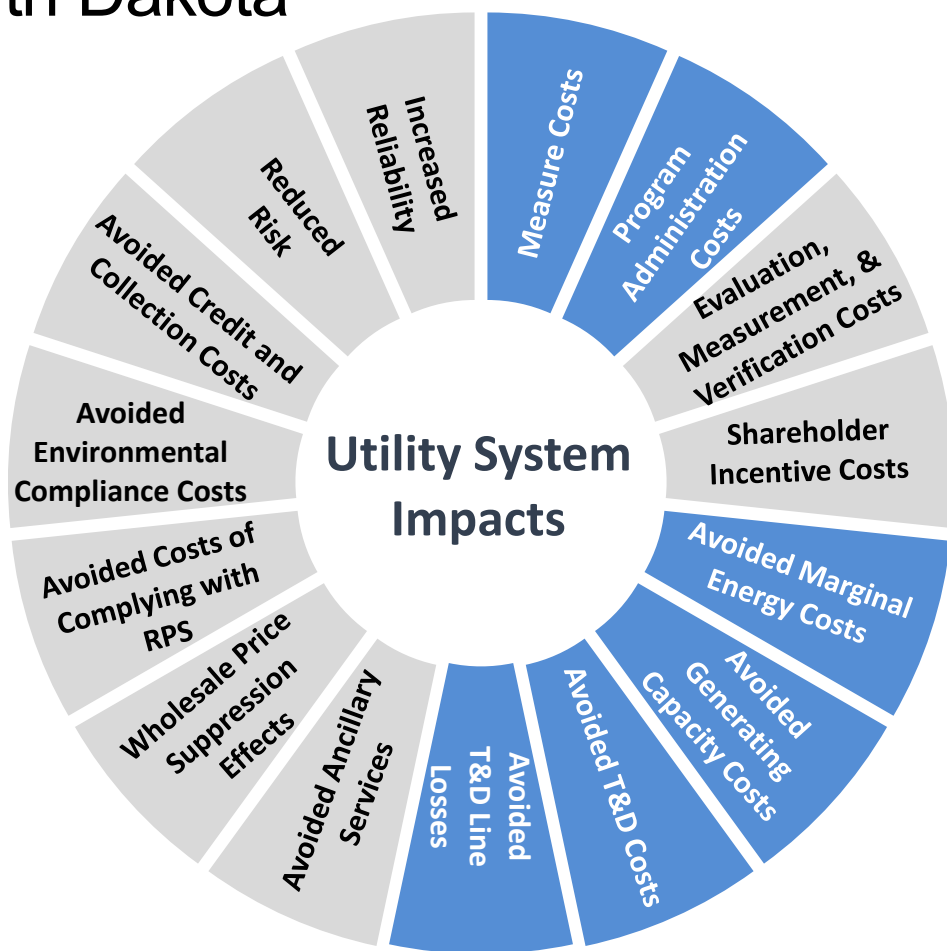 th Dakota
Utility System
Impacts
Measure Costs
Program
Administration
Costs
Evaluation,
Measurement, &
Verification Costs
Shareholder
Incentive Costs
Avoided Marginal
Energy Costs
Avoided
Generating
Capacity Costs
Avoided T&D Costs
Avoided
T&D Line
Losses
Avoided Ancillary
Services
Wholesale Price
Suppression
Effects
Avoided Costs of
Complying with
RPS
Avoided
Environmental
Compliance Costs
Avoided Credit and
Collection Costs
Reduced
Risk
Increased
Reliability